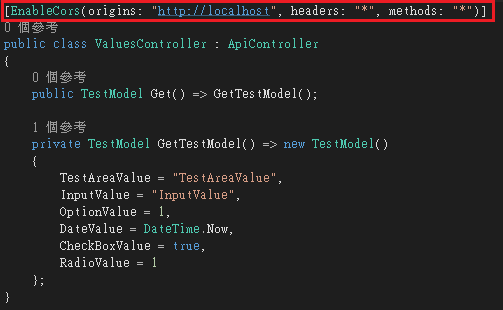 [EnableCors(origins: "http://localhost", headers: "*", methods: "*")]
0 個參考
public class ValuesController : ApiController
{
    0 個參考
    public TestModel Get() => GetTestModel();

    1 個參考
    private TestModel GetTestModel() => new TestModel()
    {
        TestAreaValue = "TestAreaValue",
        InputValue = "InputValue",
        OptionValue = 1,
        DateValue = DateTime.Now,
        CheckBoxValue = true,
        RadioValue = 1
    };
}